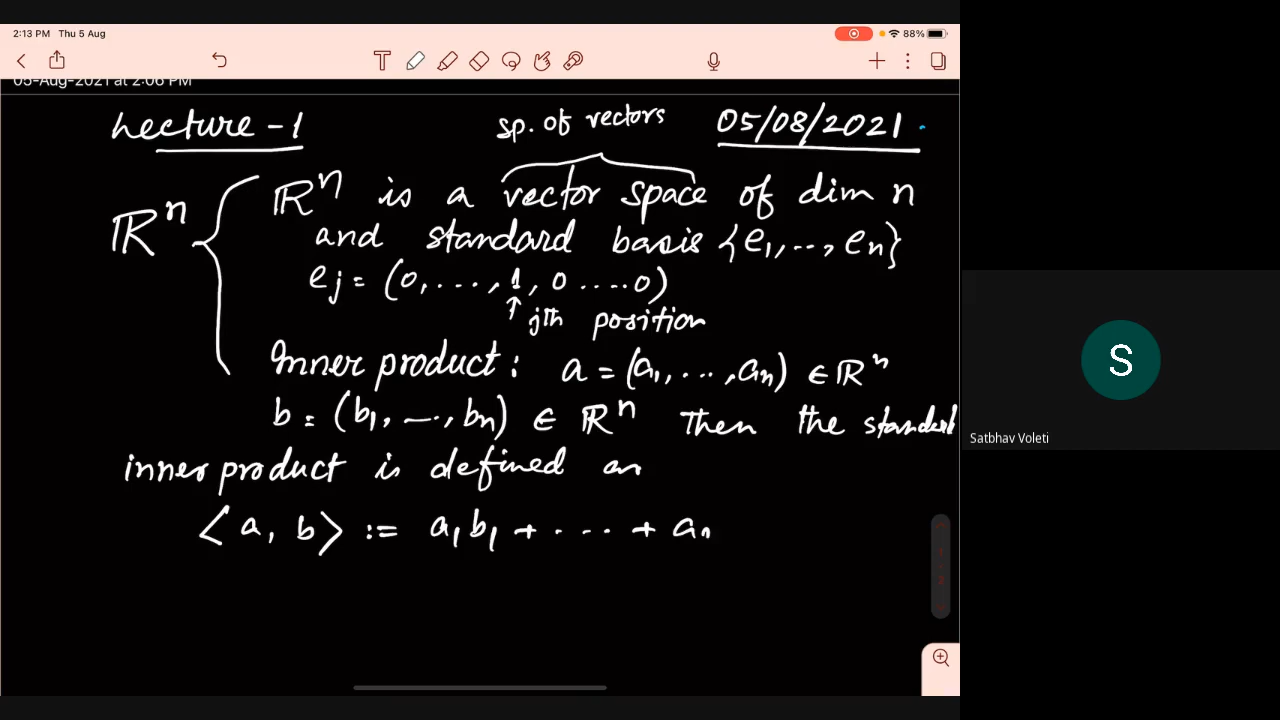 2:13 PM Thu 5 Aug
88%
05-Aug-2021 at 2:06 PM
Lecture-1 sp. of vectors 05/08/2021
ℝⁿ { ℝⁿ is a vector space of dim n
and standard basis {e₁, .., eₙ}
eⱼ = (0, ...., 1, 0 ....0)
↑ jth position
Inner product: a = (a₁, ..., aₙ) ∈ ℝⁿ
b = (b₁, ..., bₙ) ∈ ℝⁿ Then the standard
inner product is defined as
⟨a, b⟩ := a₁b₁ + .... + aₙ
S
Satbhav Voleti